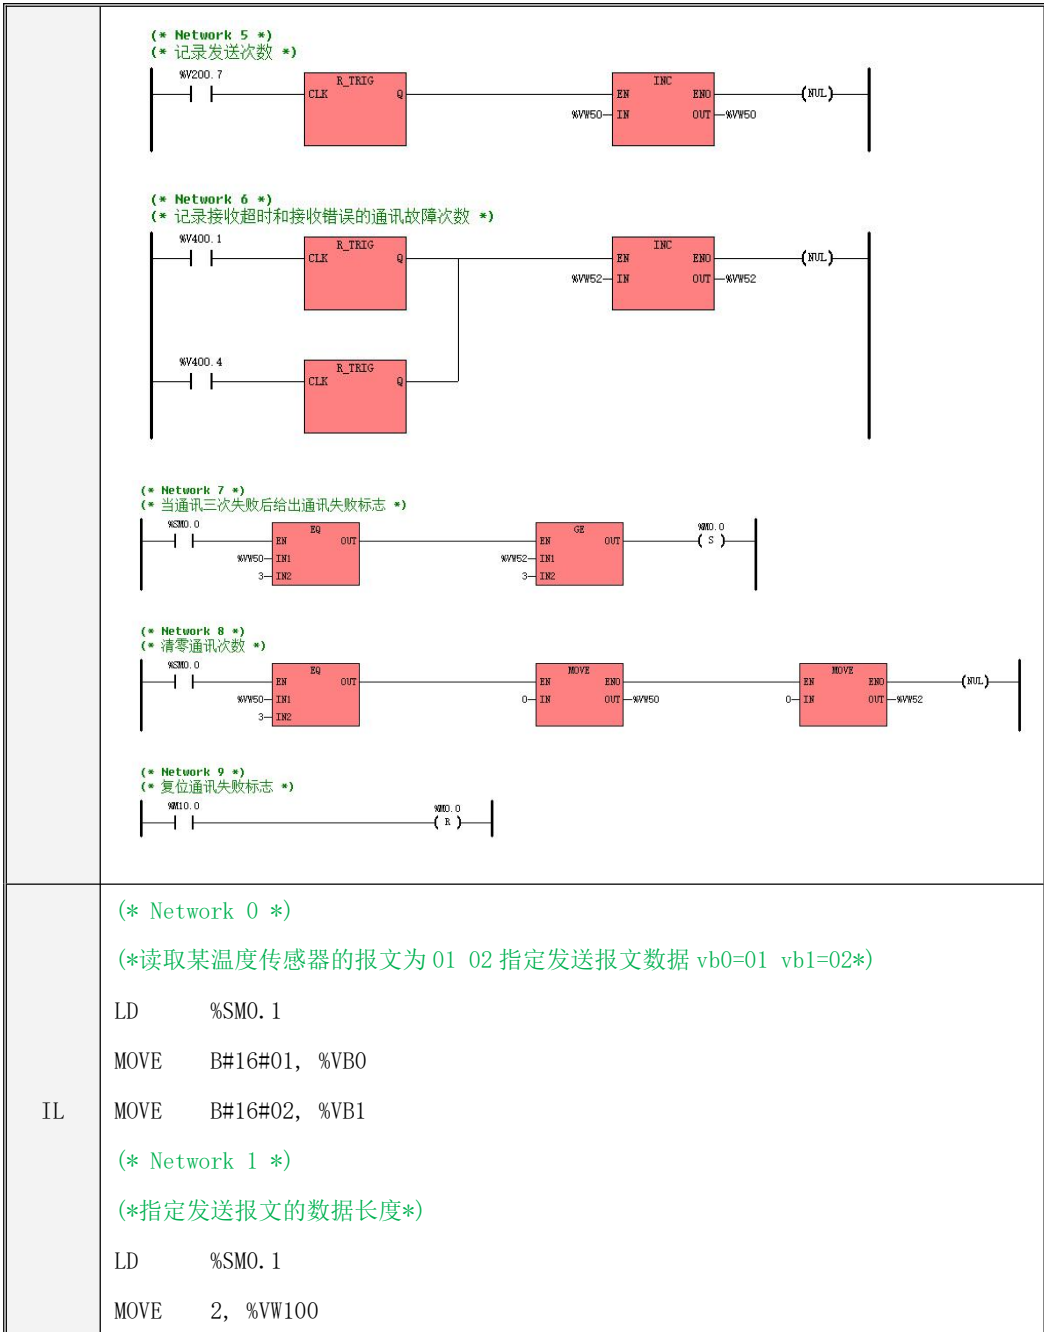 (* Network 5 *)
(* 记录发送次数 *)
%V200.7
R_TRIG
INC
CLK Q
EN ENO
(NUL)
%VW50 IN OUT %VW50
(* Network 6 *)
(* 记录接收超时和接收错误的通讯故障次数 *)
%V400.1
R_TRIG
INC
CLK Q
EN ENO
(NUL)
%VW52 IN OUT %VW52
%V400.4
R_TRIG
CLK Q
(* Network 7 *)
(* 当通讯三次失败后给出通讯失败标志 *)
%SM0.0 EQ GE %M0.0
EN OUT EN OUT ( S )
%VW50 IN1 %VW52 IN1
3 IN2 3 IN2
(* Network 8 *)
(* 清零通讯次数 *)
%SM0.0 EQ MOVE MOVE
EN OUT EN ENO EN ENO (NUL)
%VW50 IN1 0 IN OUT %VW50 0 IN OUT %VW52
3 IN2
(* Network 9 *)
(* 复位通讯失败标志 *)
%M10.0 %M0.0
( R )
(* Network 0 *)
(*读取某温度传感器的报文为 01 02 指定发送报文数据 vb0=01 vb1=02*)
LD %SM0.1
MOVE B#16#01, %VB0
IL
MOVE B#16#02, %VB1
(* Network 1 *)
(*指定发送报文的数据长度*)
LD %SM0.1
MOVE 2, %VW100